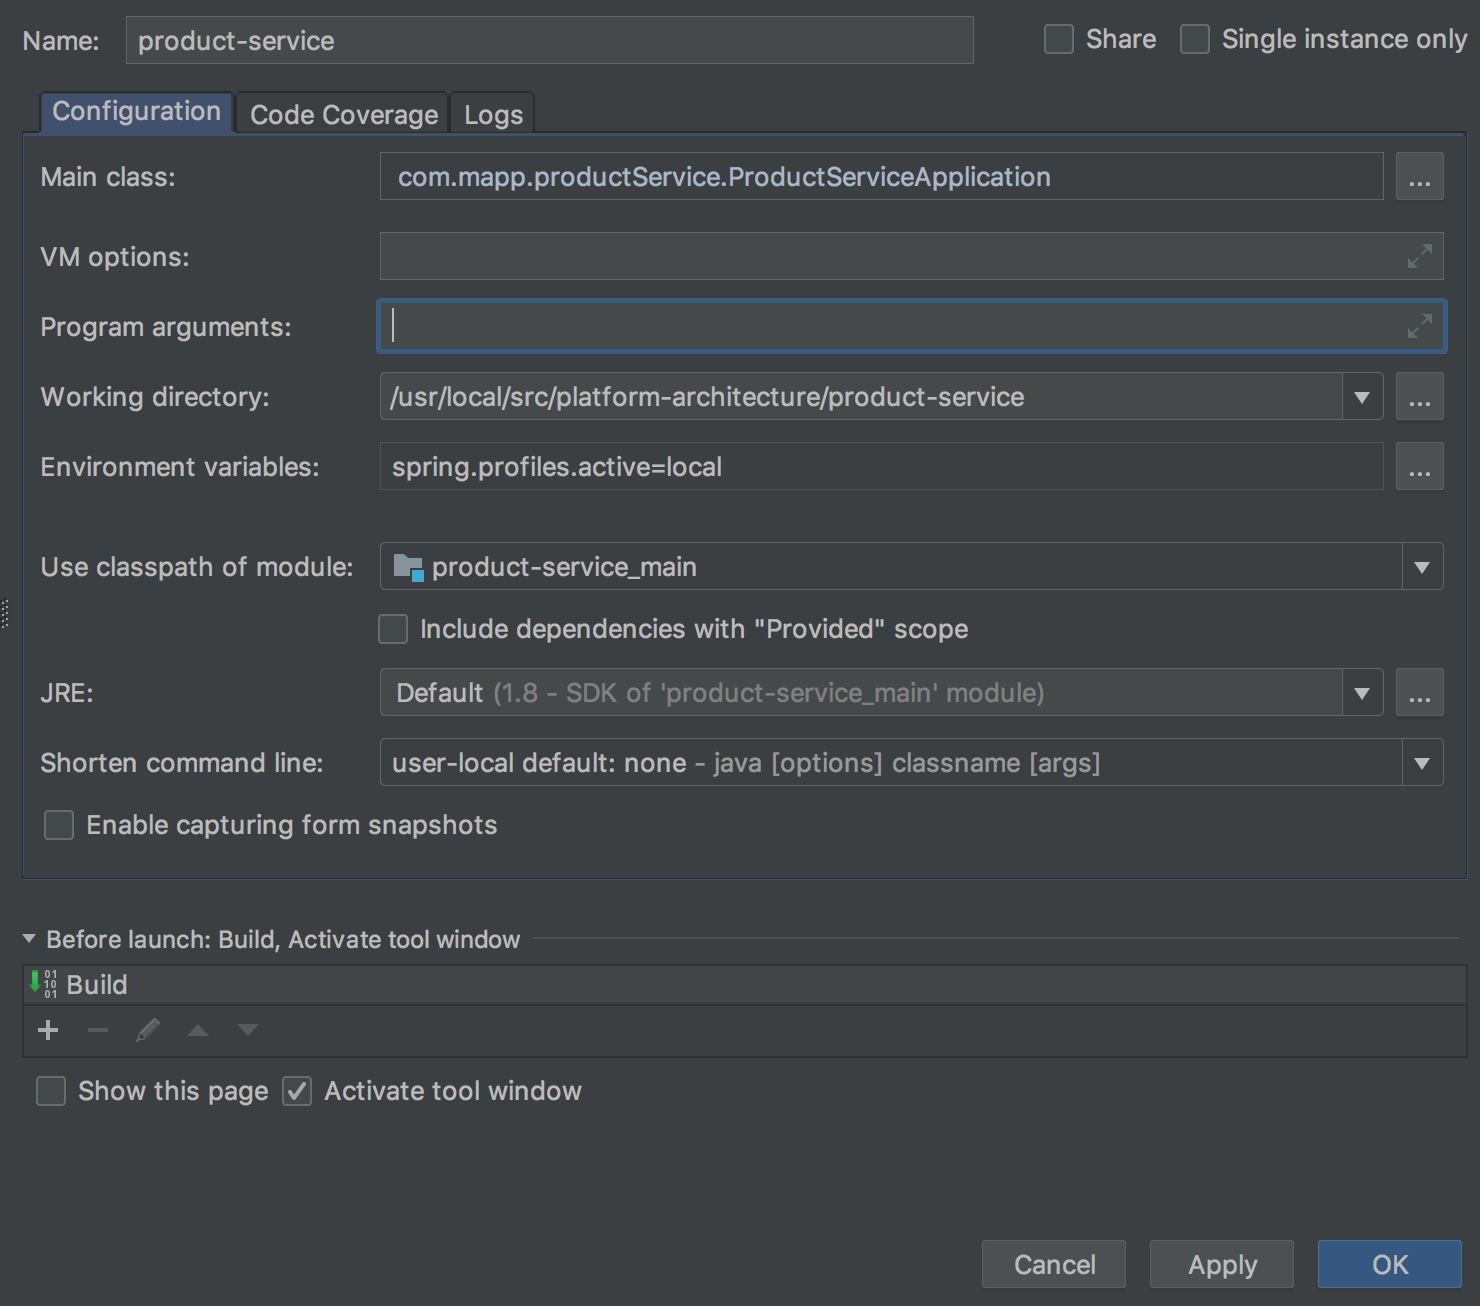 Name: product-service Share Single instance only
Configuration Code Coverage Logs
Main class: com.mapp.productService.ProductServiceApplication ...
VM options:
Program arguments:
Working directory: /usr/local/src/platform-architecture/product-service ...
Environment variables: spring.profiles.active=local ...
Use classpath of module: product-service_main
Include dependencies with "Provided" scope
JRE: Default (1.8 - SDK of 'product-service_main' module) ...
Shorten command line: user-local default: none - java [options] classname [args]
Enable capturing form snapshots
Before launch: Build, Activate tool window
01
10
01
Build
Show this page Activate tool window
Cancel Apply OK